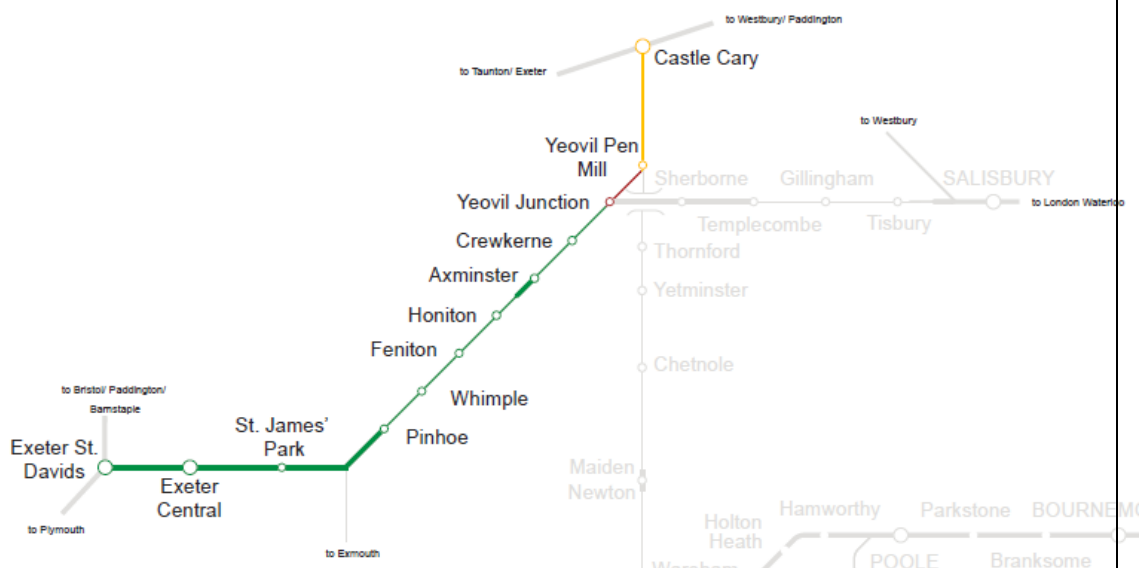 to Westbury/ Paddington
Castle Cary
to Taunton/ Exeter
to Westbury
Yeovil Pen
Mill
Sherborne
Gillingham
SALISBURY
Yeovil Junction
to London Waterloo
Templecombe
Tisbury
Crewkerne
Thornford
Axminster
Yetminster
Honiton
Feniton
Chetnole
to Bristol/ Paddington/
Barnstaple
Whimple
St. James'
Park
Pinhoe
Exeter St.
Davids
Exeter
Central
Maiden
Newton
to Plymouth
to Exmouth
Hamworthy
Parkstone
BOURNEMO
Holton
Heath
POOLE
Branksome
Wareham